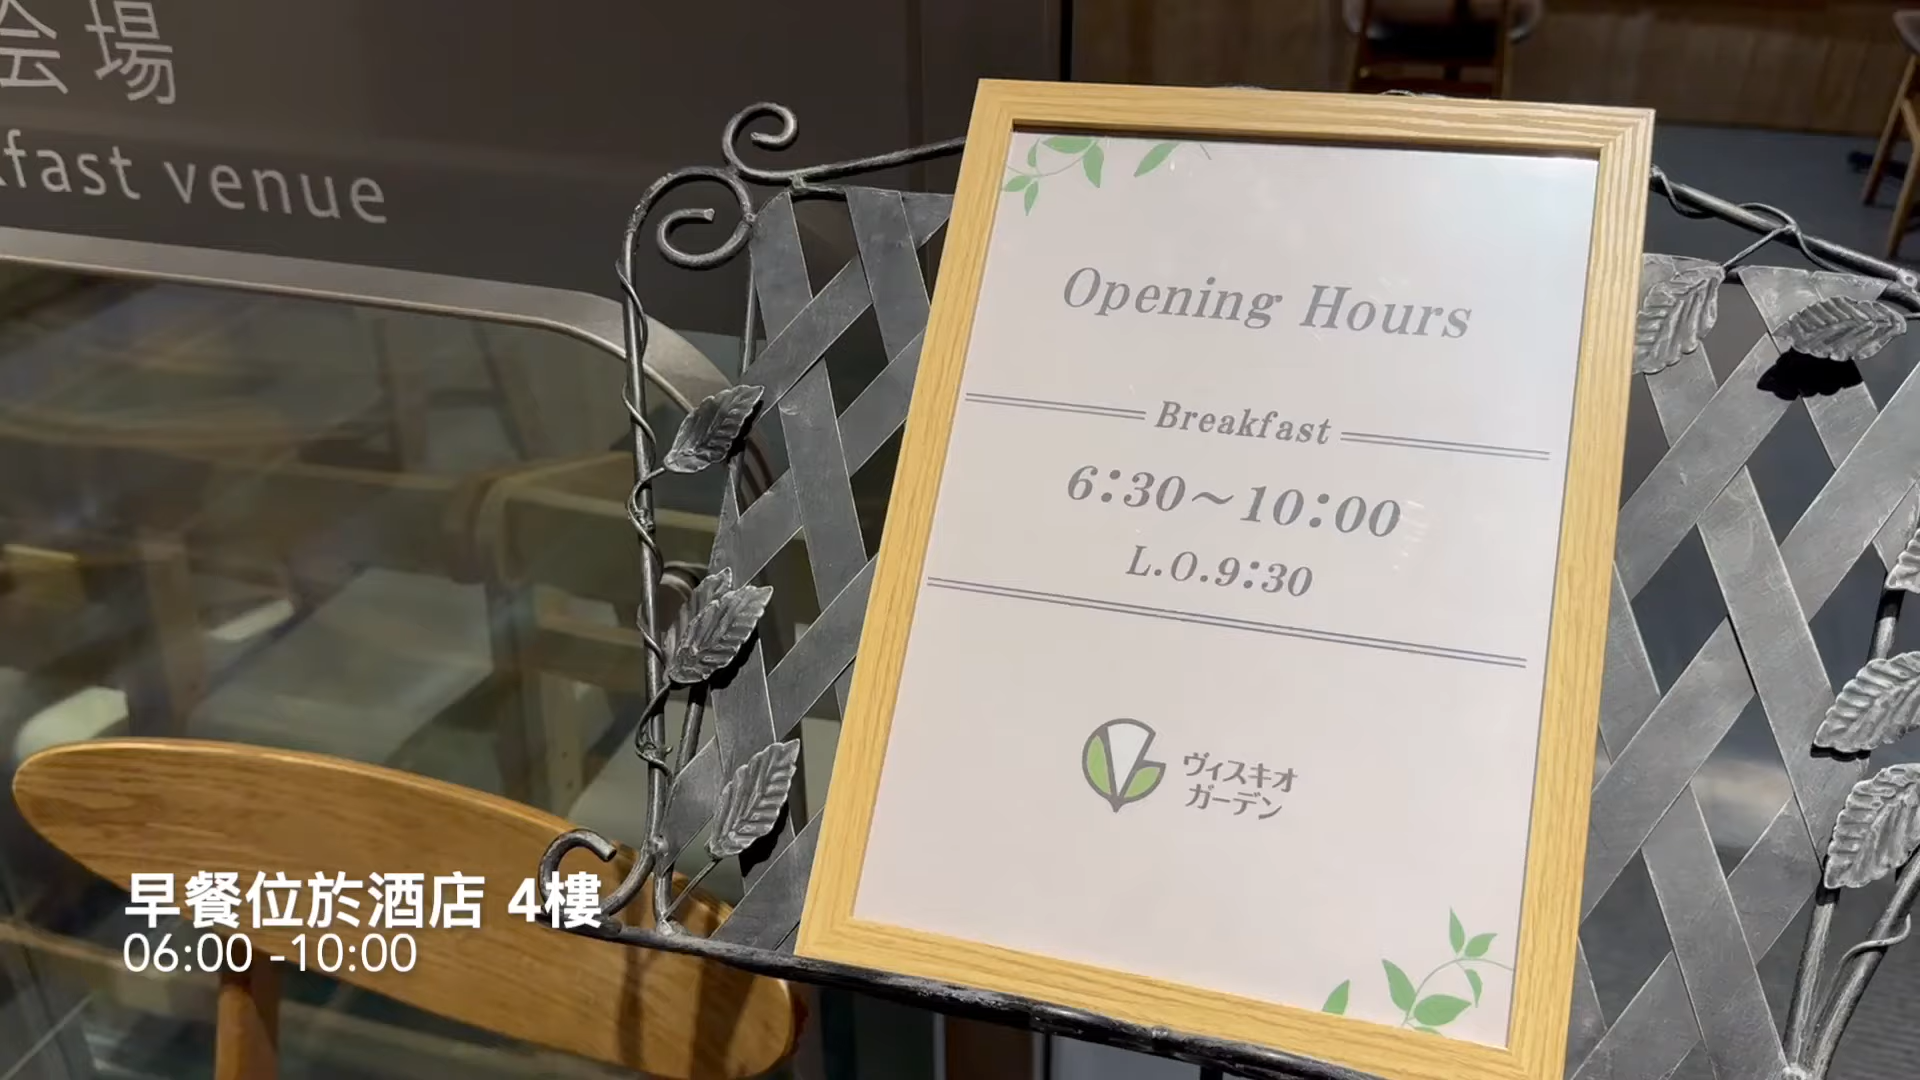 会場
fast venue
Opening Hours
Breakfast
6:30～10:00
L.O.9:30
ヴィスキオ
ガーデン
早餐位於酒店 4樓
06:00 -10:00